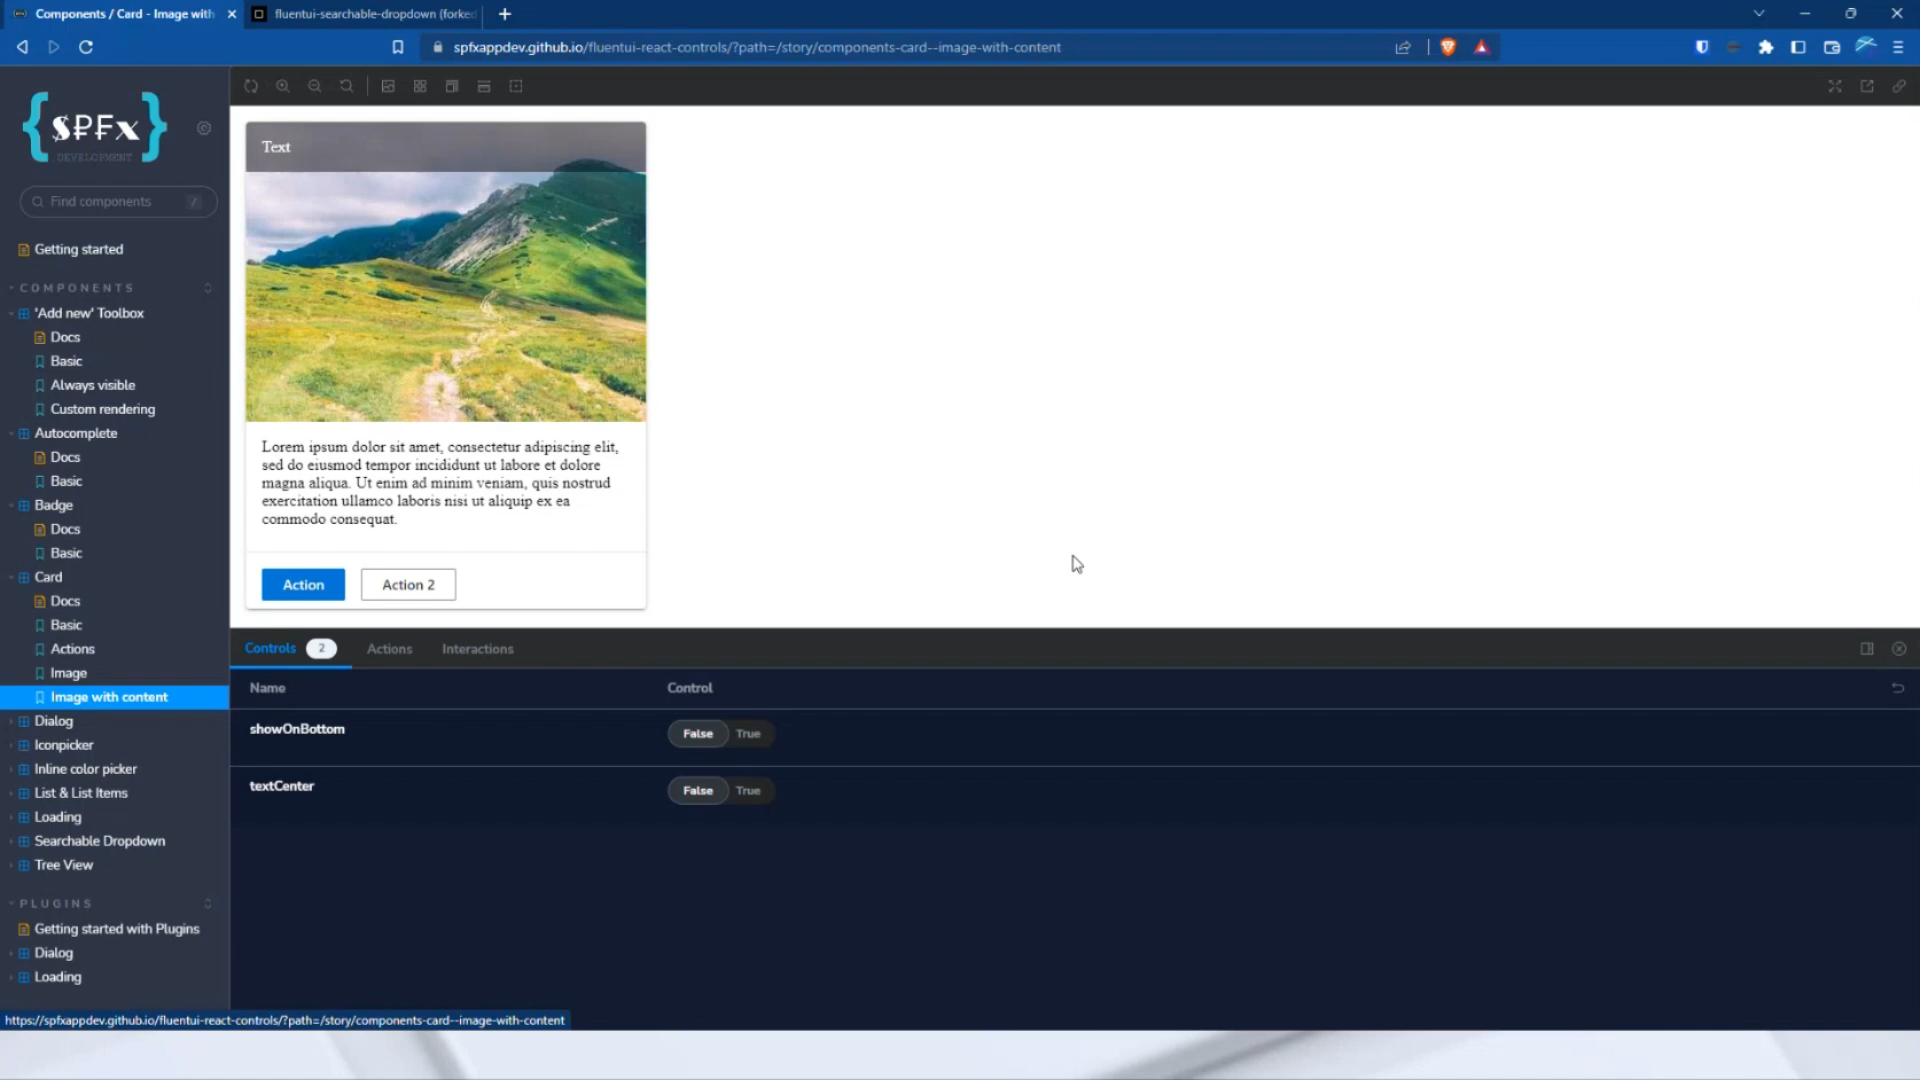 Components / Card - Image with
fluentui-searchable-dropdown (forked
spfxappdev.github.io/fluentui-react-controls/?path=/story/components-card--image-with-content
SPFx
DEVELOPMENT
Find components
/
Getting started
COMPONENTS
'Add new' Toolbox
Docs
Basic
Always visible
Custom rendering
Autocomplete
Docs
Basic
Badge
Docs
Basic
Card
Docs
Basic
Actions
Image
Image with content
Dialog
Iconpicker
Inline color picker
List & List Items
Loading
Searchable Dropdown
Tree View
PLUGINS
Getting started with Plugins
Dialog
Loading
https://spfxappdev.github.io/fluentui-react-controls/?path=/story/components-card--image-with-content
Text
Lorem ipsum dolor sit amet, consectetur adipiscing elit,
sed do eiusmod tempor incididunt ut labore et dolore
magna aliqua. Ut enim ad minim veniam, quis nostrud
exercitation ullamco laboris nisi ut aliquip ex ea
commodo consequat.
Action Action 2
Controls 2 Actions Interactions
Name Control
showOnBottom False True
textCenter False True